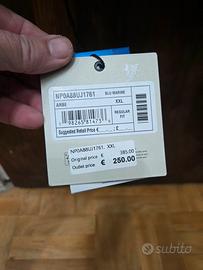 NP0A88UJ1761
BLU MARINE
ARBE
XXL
REGULAR
FIT
Suggested Retail Price €
NP0A88UJ1761. XXL
Original price € 385.00
Outlet price € 250.00
subito